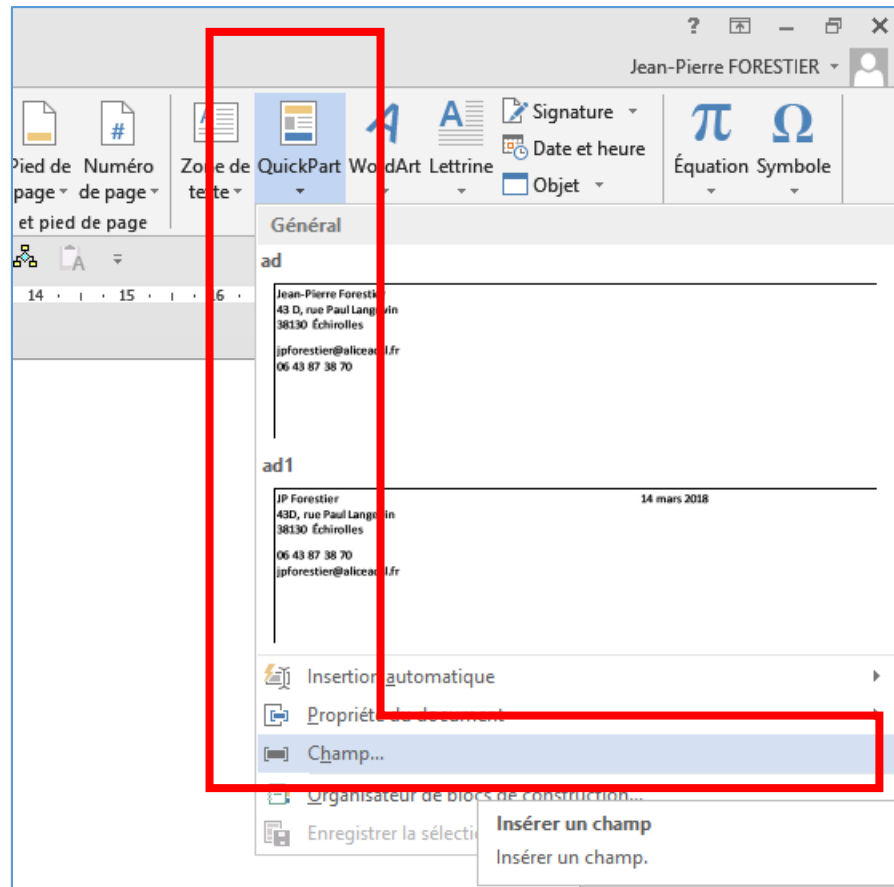 ?
Jean-Pierre FORESTIER
Pied de page
Numéro de page
#
Zone de texte
A
QuickPart
WordArt
A
Lettrine
A
Signature
Date et heure
Objet
π
Équation
Ω
Symbole
et pied de page
A
14 · ı · 15 · ı · 16 ·
Général
ad
Jean-Pierre Forestier
43 D, rue Paul Langevin
38130 Échirolles
jpforestier@aliceadsl.fr
06 43 87 38 70
ad1
JP Forestier 14 mars 2018
43D, rue Paul Langevin
38130 Échirolles
06 43 87 38 70
jpforestier@aliceadsl.fr
Insertion automatique
Propriété du document
Champ...
Organisateur de blocs de construction...
Enregistrer la sélecti
Insérer un champ
Insérer un champ.